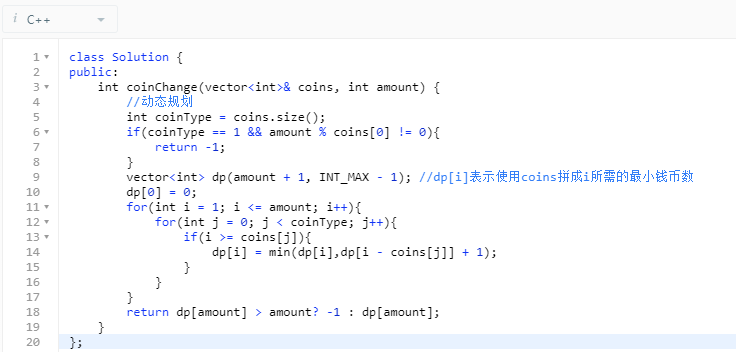 i C++
1 class Solution {
2 public:
3     int coinChange(vector<int>& coins, int amount) {
4         //动态规划
5         int coinType = coins.size();
6         if(coinType == 1 && amount % coins[0] != 0){
7             return -1;
8         }
9         vector<int> dp(amount + 1, INT_MAX - 1); //dp[i]表示使用coins拼成i所需的最小钱币数
10         dp[0] = 0;
11         for(int i = 1; i <= amount; i++){
12             for(int j = 0; j < coinType; j++){
13                 if(i >= coins[j]){
14                     dp[i] = min(dp[i],dp[i - coins[j]] + 1);
15                 }
16             }
17         }
18         return dp[amount] > amount? -1 : dp[amount];
19     }
20 };